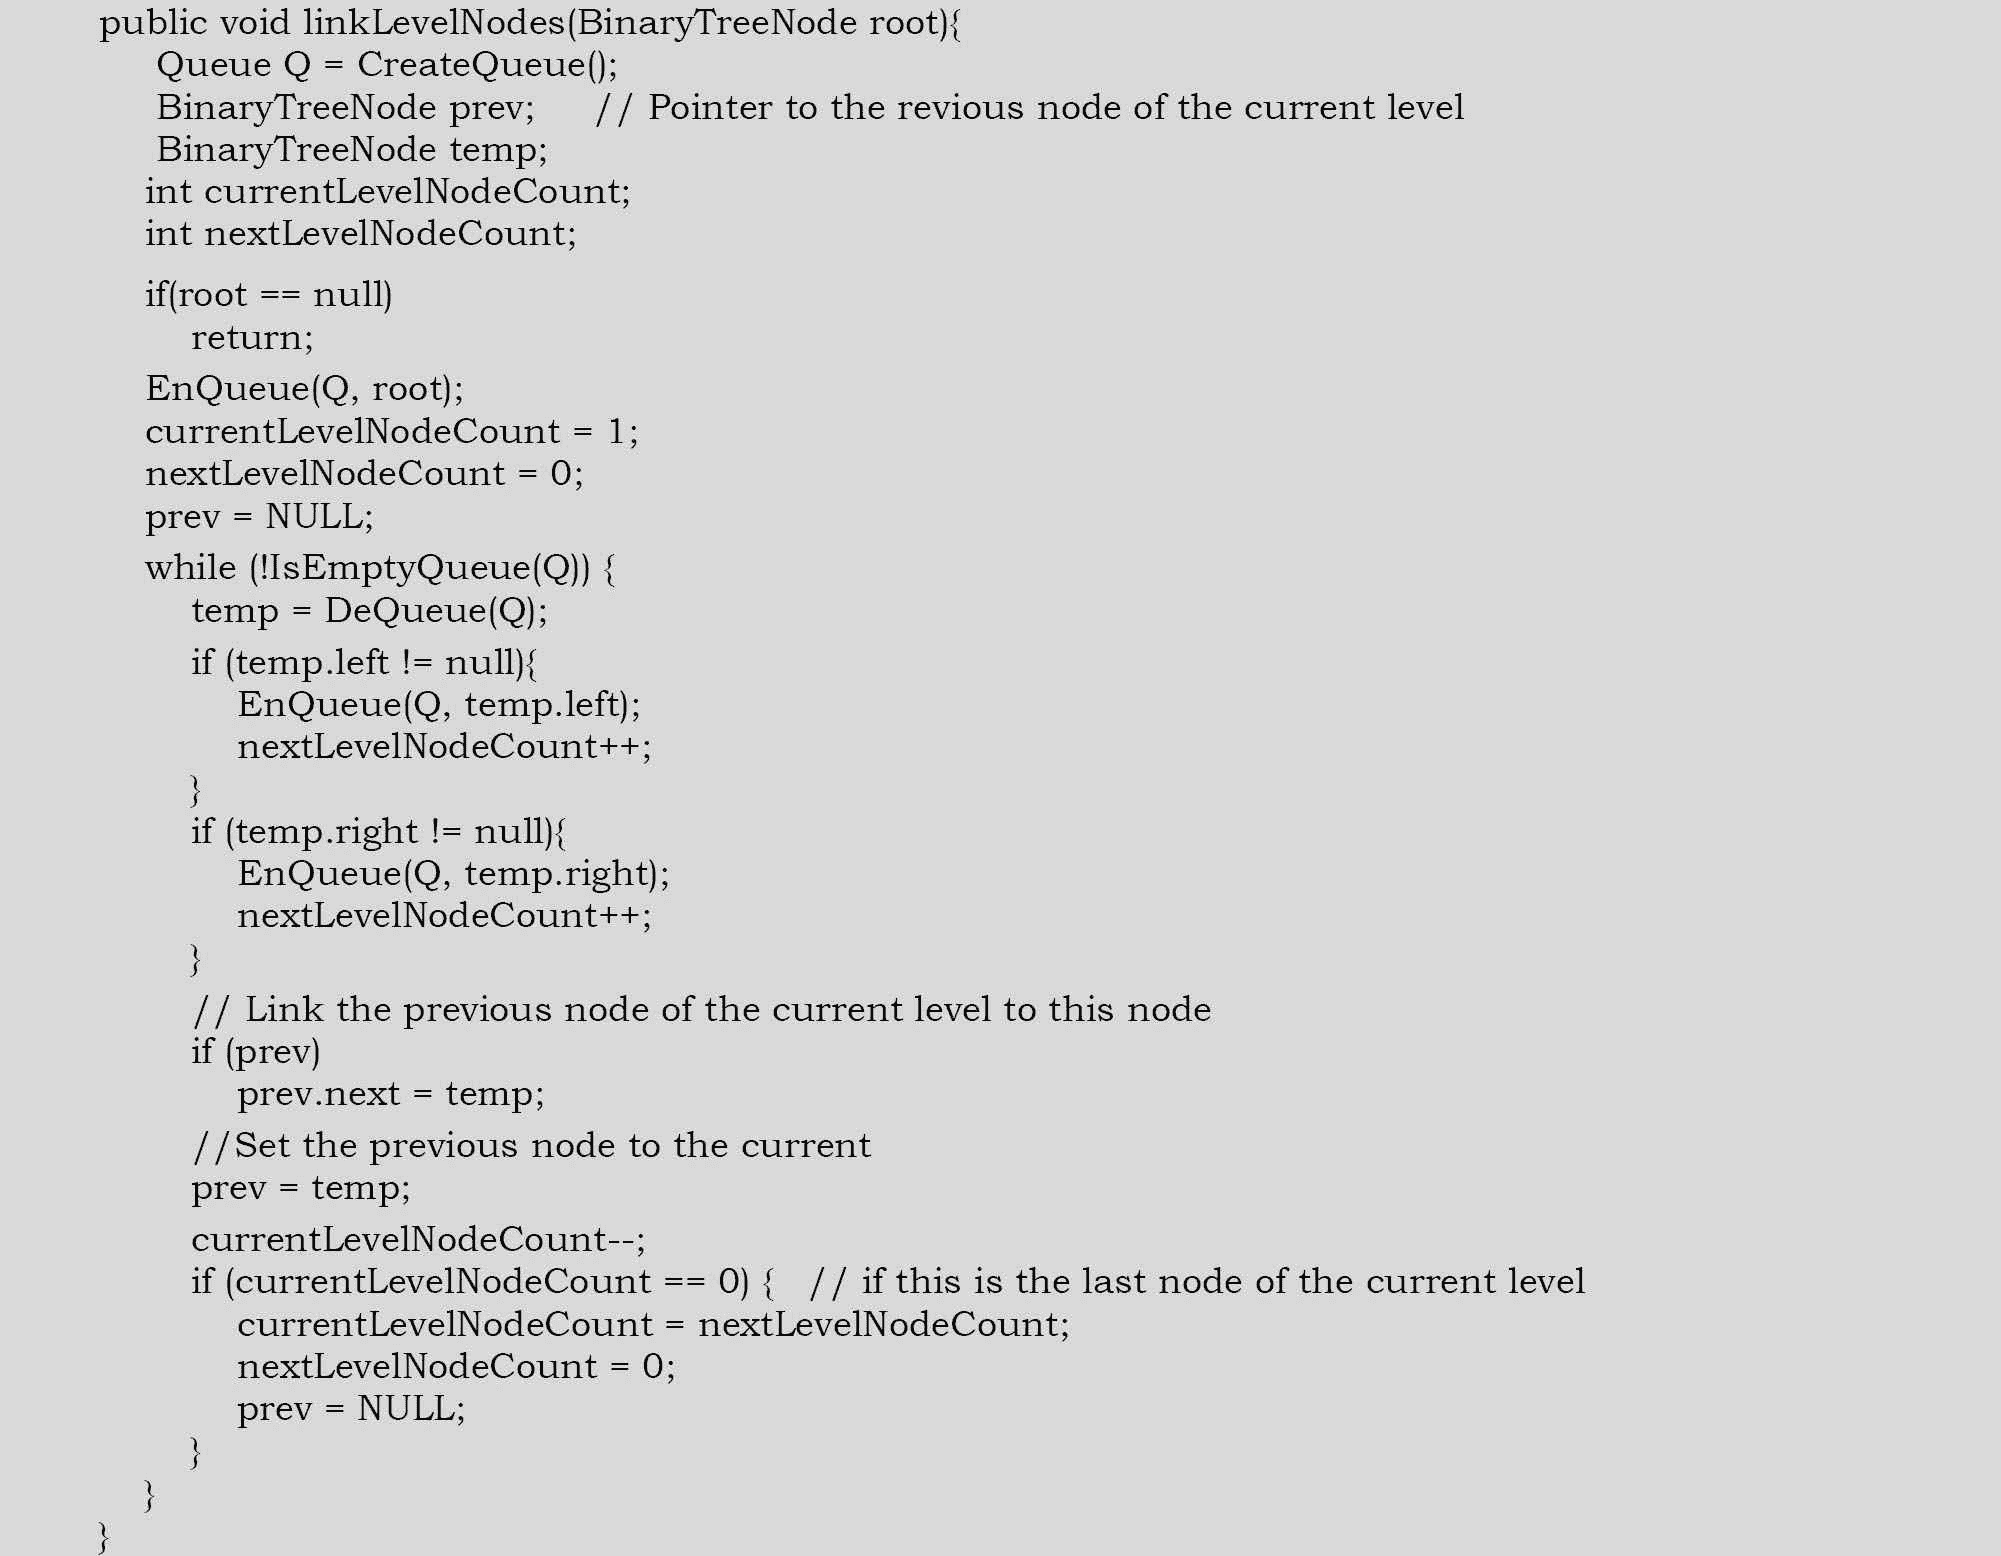 public void linkLevelNodes(BinaryTreeNode root){
Queue Q = CreateQueue();
BinaryTreeNode prev; // Pointer to the revious node of the current level
BinaryTreeNode temp;
int currentLevelNodeCount;
int nextLevelNodeCount;
if(root == null)
return;
EnQueue(Q, root);
currentLevelNodeCount = 1;
nextLevelNodeCount = 0;
prev = NULL;
while (!IsEmptyQueue(Q)) {
temp = DeQueue(Q);
if (temp.left != null){
EnQueue(Q, temp.left);
nextLevelNodeCount++;
}
if (temp.right != null){
EnQueue(Q, temp.right);
nextLevelNodeCount++;
}
// Link the previous node of the current level to this node
if (prev)
prev.next = temp;
//Set the previous node to the current
prev = temp;
currentLevelNodeCount--;
if (currentLevelNodeCount == 0) { // if this is the last node of the current level
currentLevelNodeCount = nextLevelNodeCount;
nextLevelNodeCount = 0;
prev = NULL;
}
}
}